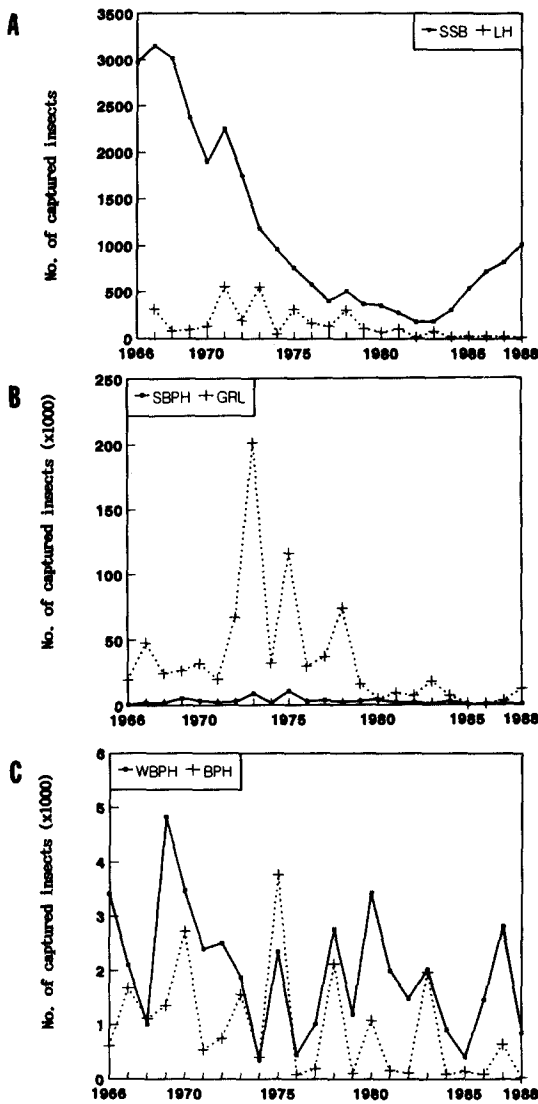 A
SSB LH
No. of captured insects
3500
3000
2500
2000
1500
1000
500
0
1966 1970 1975 1980 1985 1988
B
SBPH GRL
No. of captured insects (x1000)
250
200
150
100
50
0
1966 1970 1975 1980 1985 1988
C
WBPH BPH
No. of captured insects (x1000)
6
5
4
3
2
1
0
1966 1970 1975 1980 1985 1988